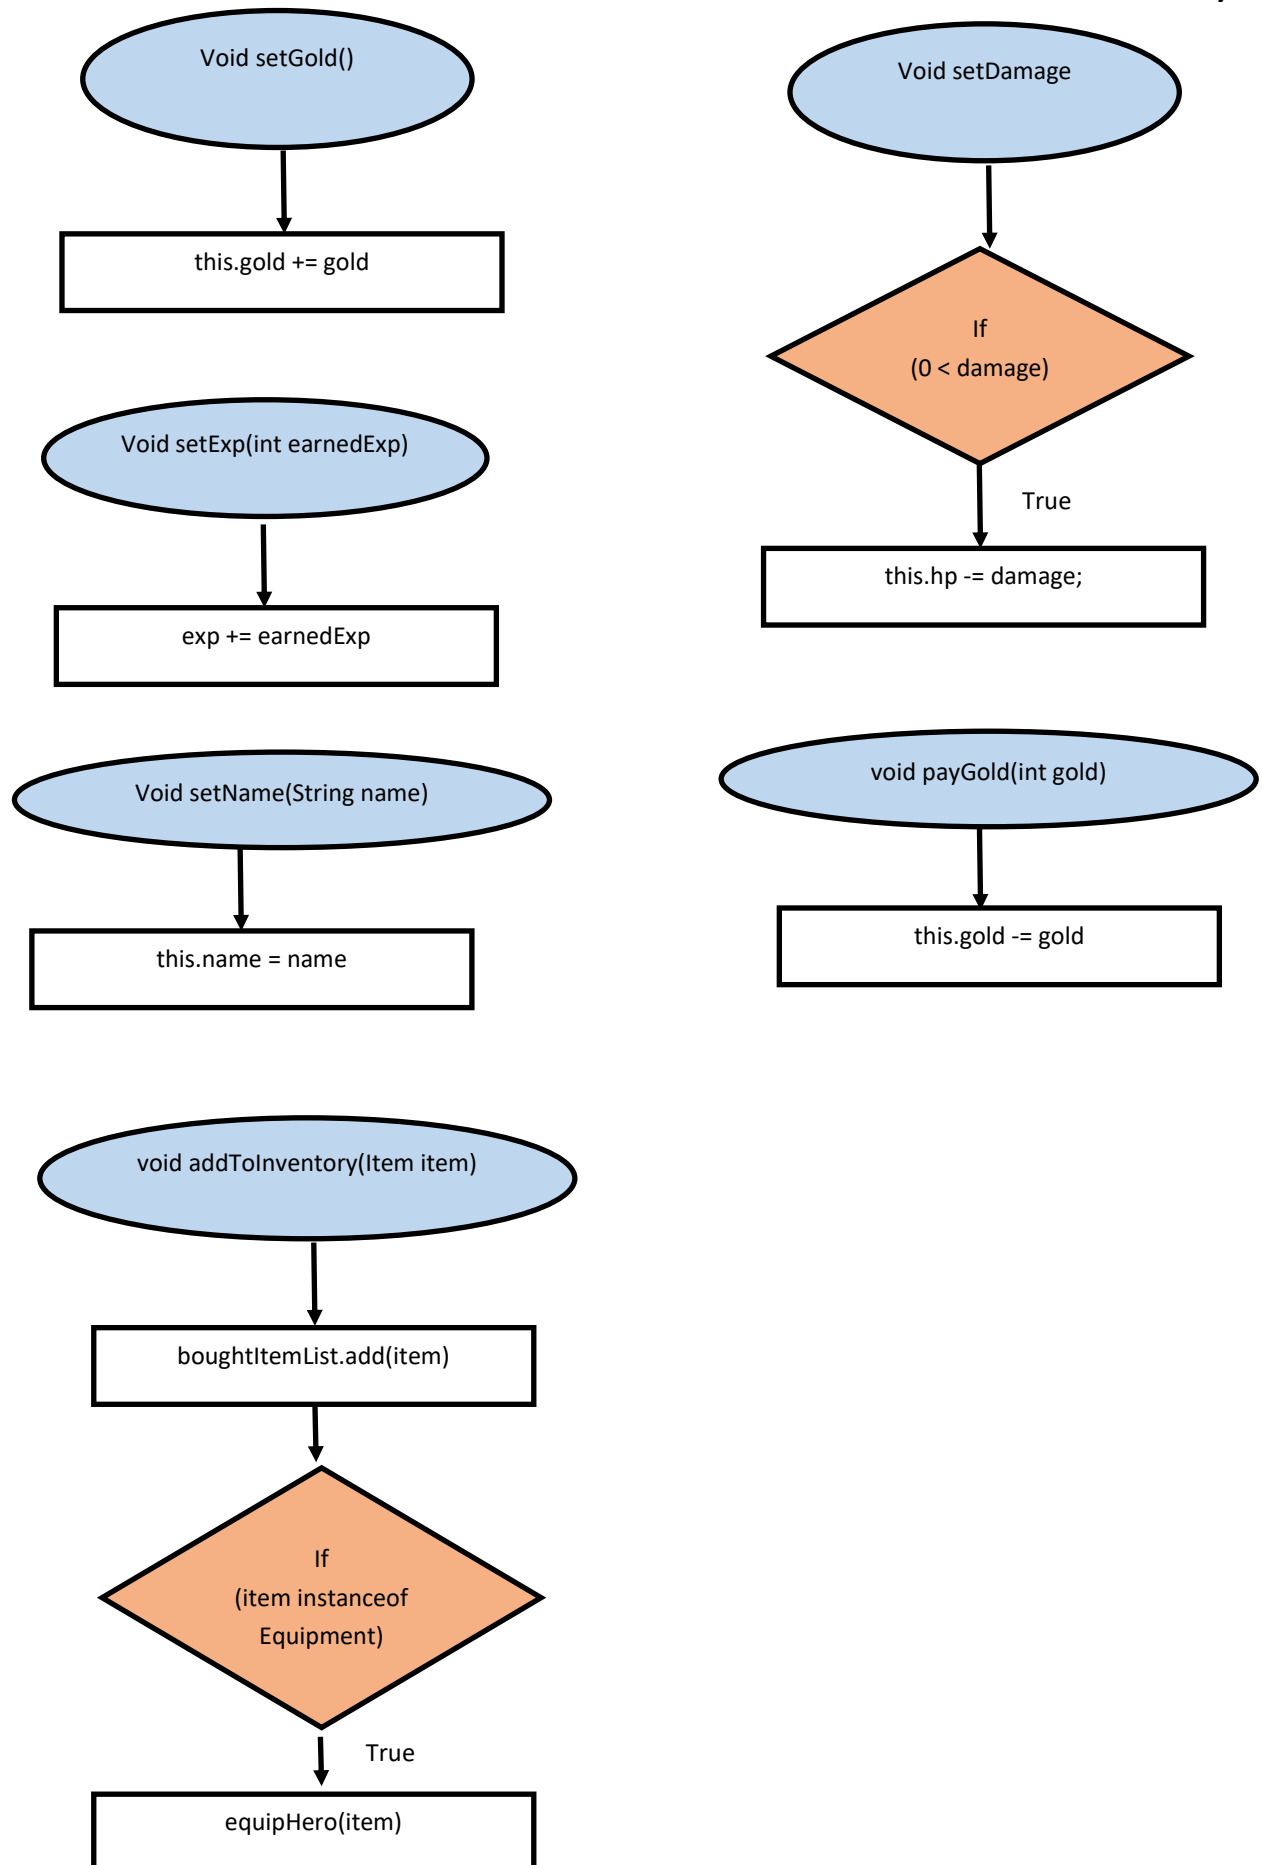 Void setGold()
this.gold += gold
Void setExp(int earnedExp)
exp += earnedExp
Void setName(String name)
this.name = name
Void setDamage
If
(0 < damage)
True
this.hp -= damage;
void payGold(int gold)
this.gold -= gold
void addToInventory(Item item)
boughtItemList.add(item)
If
(item instanceof
Equipment)
True
equipHero(item)